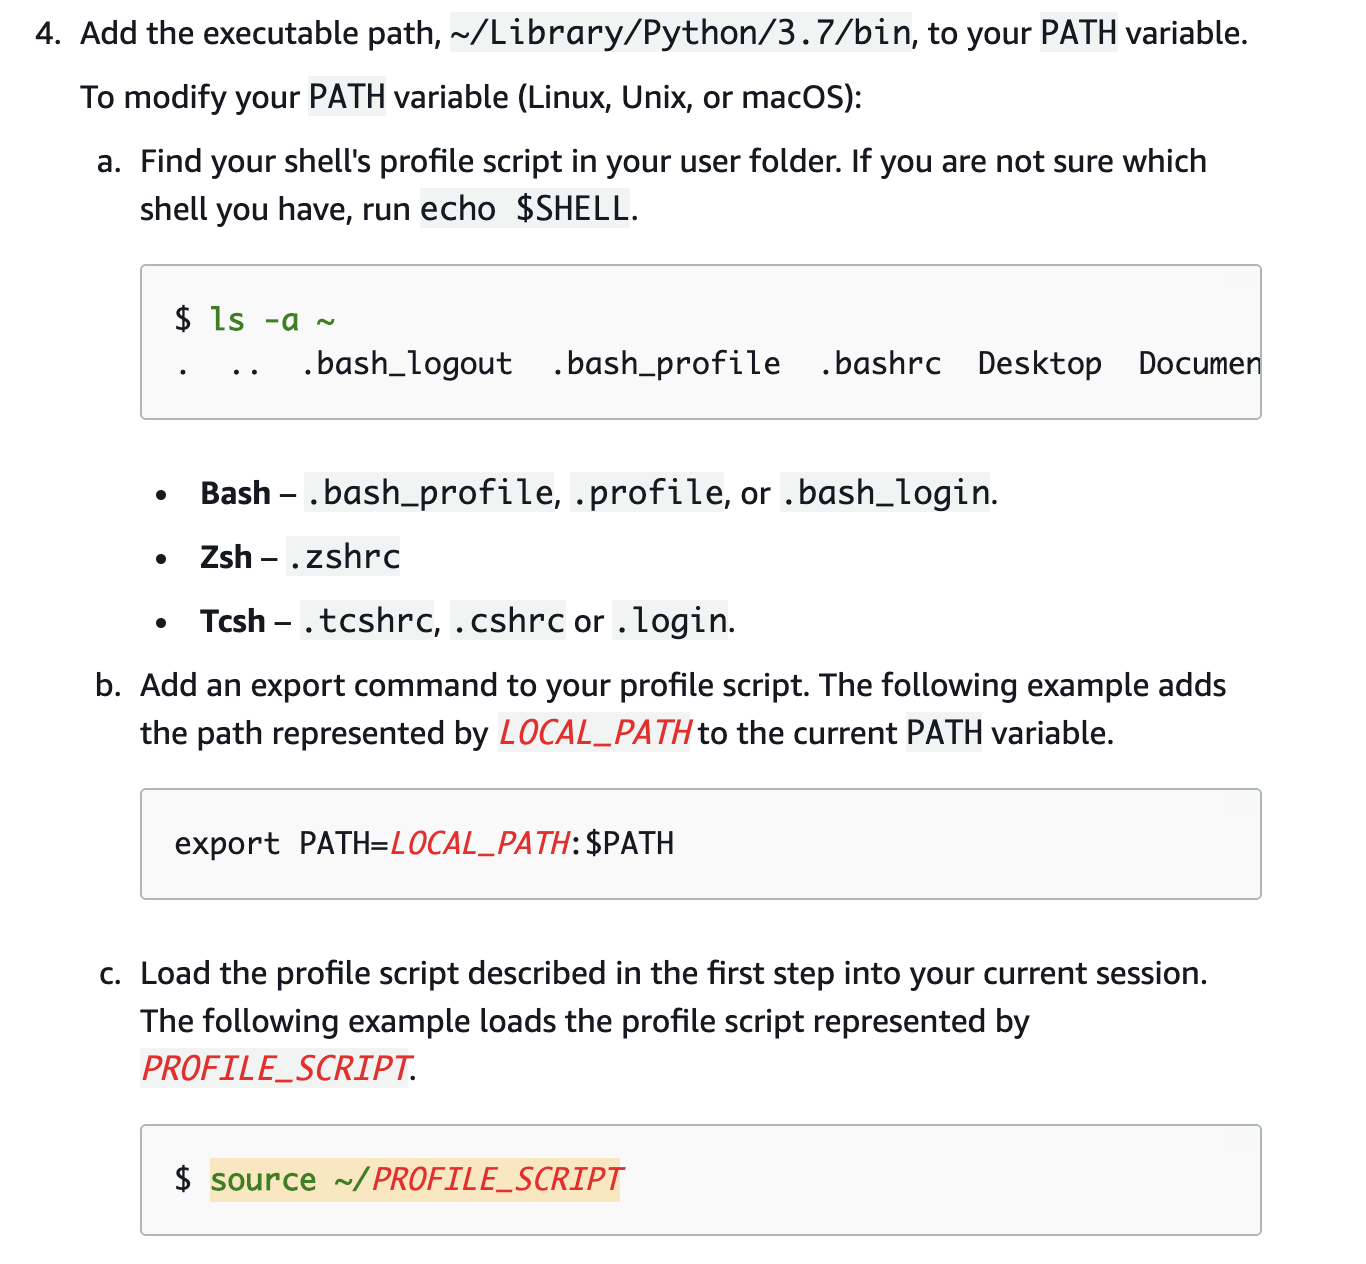 4. Add the executable path, ~/Library/Python/3.7/bin, to your PATH variable.
To modify your PATH variable (Linux, Unix, or macOS):
a. Find your shell's profile script in your user folder. If you are not sure which
shell you have, run echo $SHELL.
$ ls -a ~
. .. .bash_logout .bash_profile .bashrc Desktop Documen
• Bash – .bash_profile, .profile, or .bash_login.
• Zsh – .zshrc
• Tcsh – .tcshrc, .cshrc or .login.
b. Add an export command to your profile script. The following example adds
the path represented by LOCAL_PATH to the current PATH variable.
export PATH=LOCAL_PATH:$PATH
c. Load the profile script described in the first step into your current session.
The following example loads the profile script represented by
PROFILE_SCRIPT.
$ source ~/PROFILE_SCRIPT